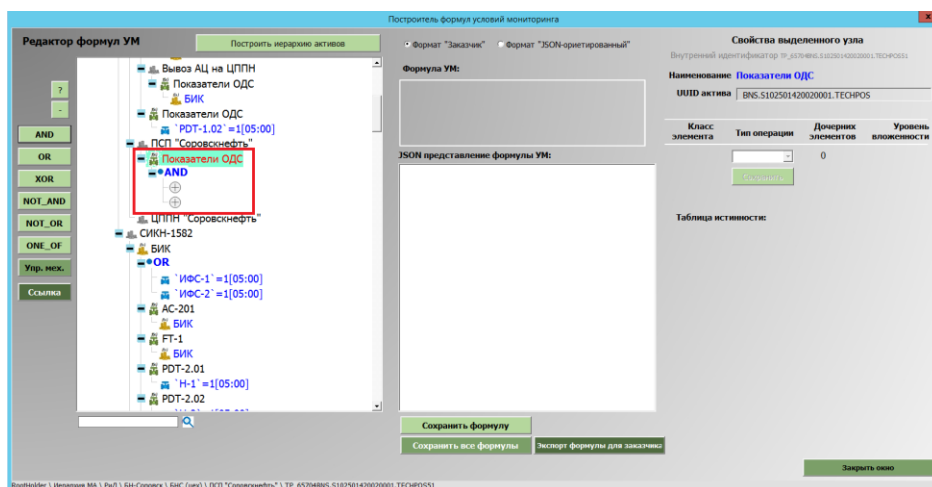 Построитель формул условий мониторинга
x
Редактор формул УМ
Построить иерархию активов
?
-
AND
OR
XOR
NOT_AND
NOT_OR
ONE_OF
Упр. мех.
Ссылка
Вывоз АЦ на ЦППН
Показатели ОДС
БИК
Показатели ОДС
`PDT-1.02`=1[05:00]
ПСП "Соровскнефть"
Показатели ОДС
AND
ЦППН "Соровскнефть"
СИКН-1582
БИК
OR
`ИФС-1`=1[05:00]
`ИФС-2`=1[05:00]
АС-201
БИК
FT-1
БИК
PDT-2.01
`Н-1`=1[05:00]
PDT-2.02
Формат "Заказчик" Формат "JSON-ориетированный"
Формула УМ:
JSON представление формулы УМ:
Сохранить формулу
Сохранить все формулы Экспорт формулы для заказчика
Свойства выделенного узла
Внутренний идентификатор
Наименование Показатели ОДС
UUID актива BNS.S102501420020001.TECHPOS
Класс элемента Тип операции Дочерних элементов Уровень вложенности
0
Сохранить
Таблица истинности:
Закрыть окно